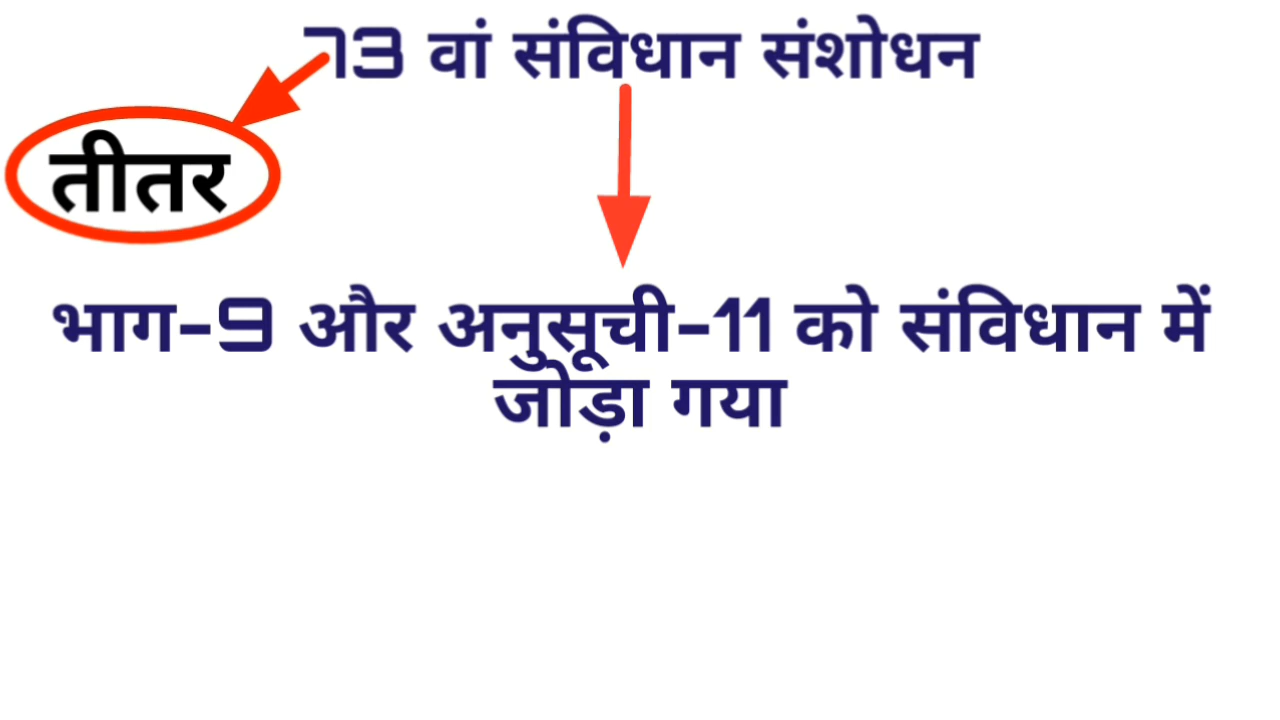 73 वां संविधान संशोधन
तीतर
भाग-9 और अनुसूची-11 को संविधान में
जोड़ा गया